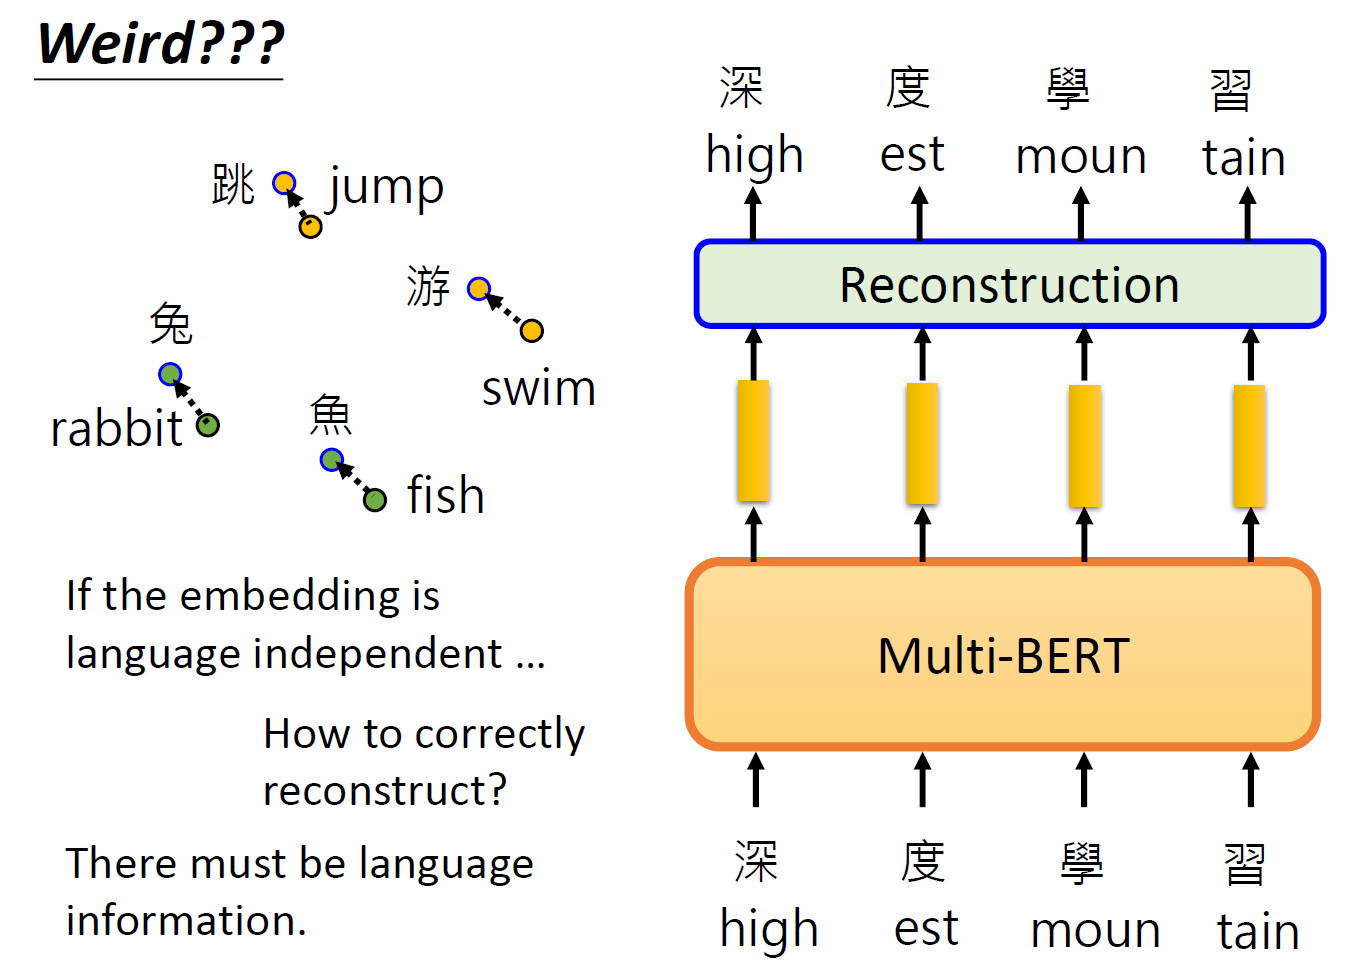 Weird???
跳 jump
游
swim
兔
rabbit
魚
fish
If the embedding is
language independent ...
How to correctly
reconstruct?
There must be language
information.
深 度 學 習
high est moun tain
Reconstruction
Multi-BERT
深 度 學 習
high est moun tain